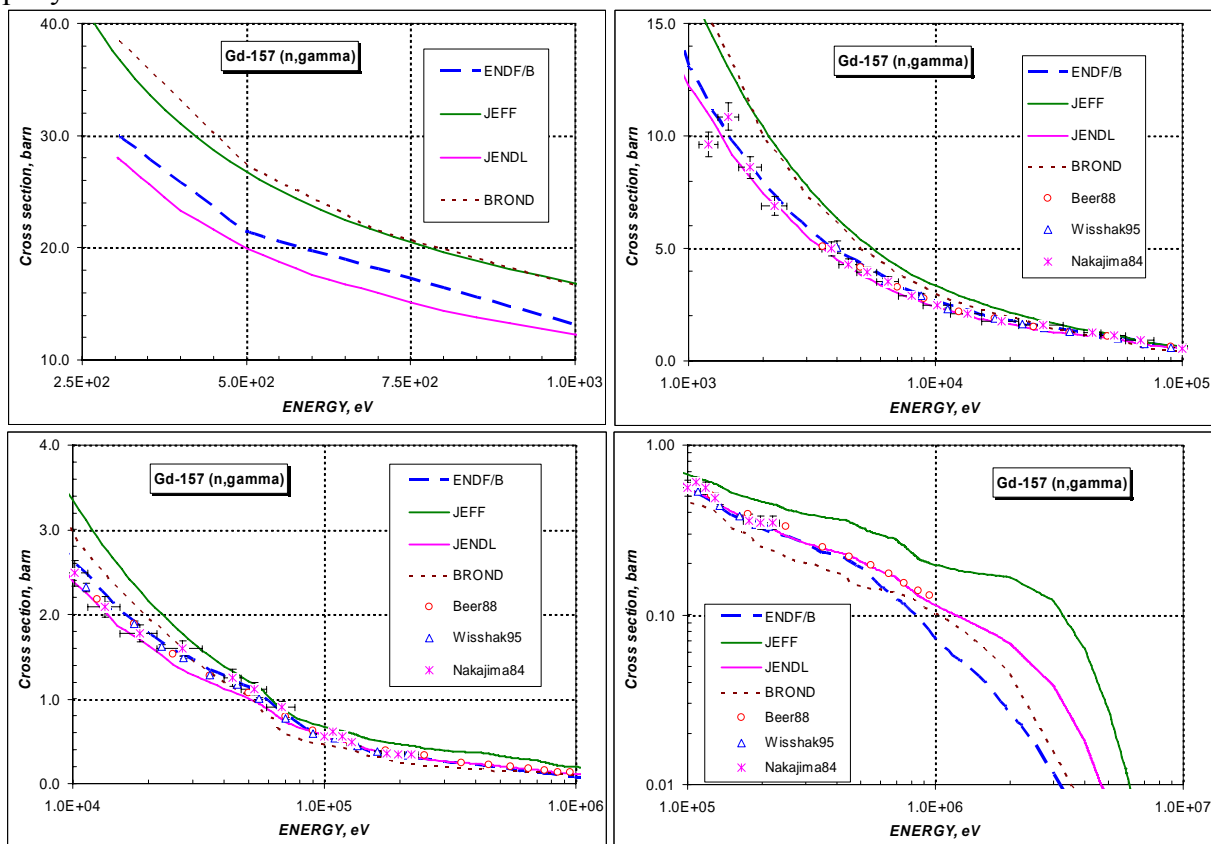 40.0
30.0
20.0
10.0
Cross section, barn
Gd-157 (n,gamma)
ENDF/B
JEFF
JENDL
BROND
2.5E+02
5.0E+02
7.5E+02
1.0E+03
ENERGY, eV
15.0
10.0
5.0
0.0
Cross section, barn
Gd-157 (n,gamma)
ENDF/B
JEFF
JENDL
BROND
Beer88
Wisshak95
Nakajima84
1.0E+03
1.0E+04
1.0E+05
ENERGY, eV
4.0
3.0
2.0
1.0
0.0
Cross section, barn
Gd-157 (n,gamma)
ENDF/B
JEFF
JENDL
BROND
Beer88
Wisshak95
Nakajima84
1.0E+04
1.0E+05
1.0E+06
ENERGY, eV
1.00
0.10
0.01
Cross section, barn
Gd-157 (n,gamma)
ENDF/B
JEFF
JENDL
BROND
Beer88
Wisshak95
Nakajima84
1.0E+05
1.0E+06
1.0E+07
ENERGY, eV